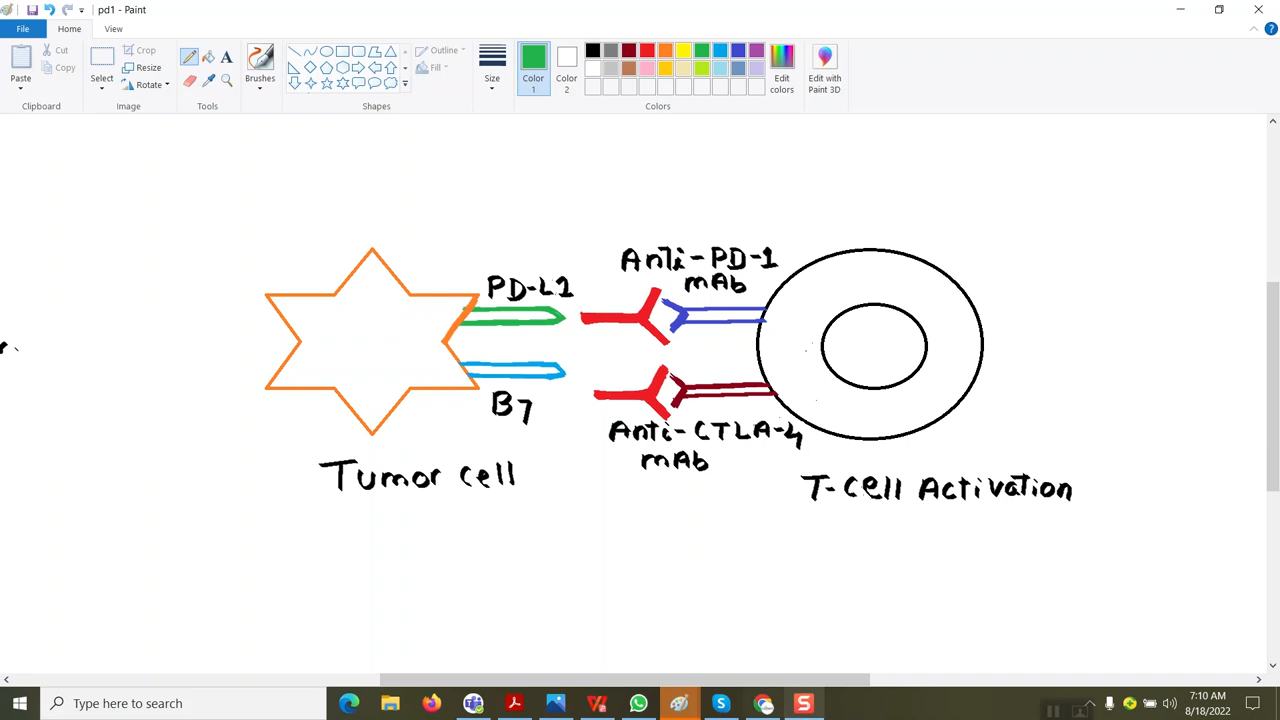 pd1 - Paint
File
Home
View
Paste
Cut
Copy
Clipboard
Select
Crop
Resize
Rotate
Image
Tools
Brushes
Shapes
Outline
Fill
Size
Color
1
Color
2
Edit
colors
Edit with
Paint 3D
Colors
Anti-PD-1
mAb
PD-L1
B7
Anti-CTLA-4
mAb
Tumor cell
T-cell Activation
Type here to search
7:10 AM
8/18/2022